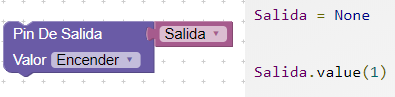 Pin De Salida Salida
Valor Encender
Salida = None
Salida.value(1)